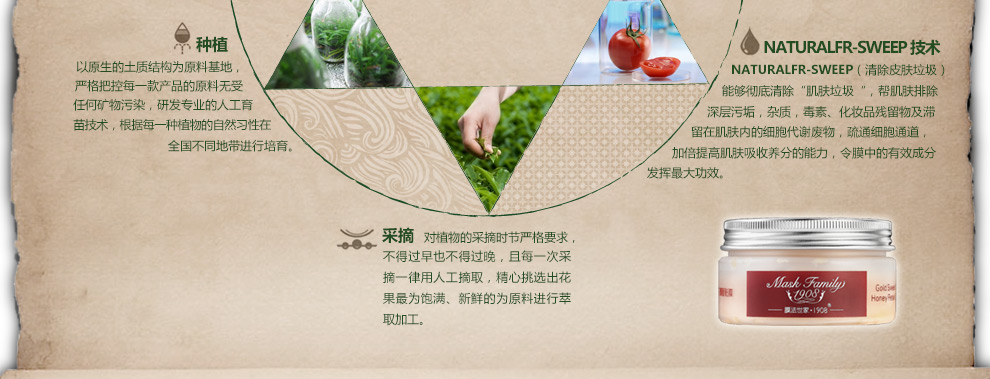 种植
以原生的土质结构为原料基地，
严格把控每一款产品的原料无受
任何矿物污染，研发专业的人工育
苗技术，根据每一种植物的自然习性在
全国不同地带进行培育。
NATURALFR-SWEEP 技术
NATURALFR-SWEEP（清除皮肤垃圾）
能够彻底清除“肌肤垃圾“，帮肌肤排除
深层污垢，杂质，毒素、化妆品残留物及滞
留在肌肤内的细胞代谢废物，疏通细胞通道，
加倍提高肌肤吸收养分的能力，令膜中的有效成分
发挥最大功效。
采摘 对植物的采摘时节严格要求，
不得过早也不得过晚，且每一次采
摘一律用人工摘取，精心挑选出花
果最为饱满、新鲜的为原料进行萃
取加工。
Mask Family
1908
膜法世家·1908
Gold Swee
Honey Pea